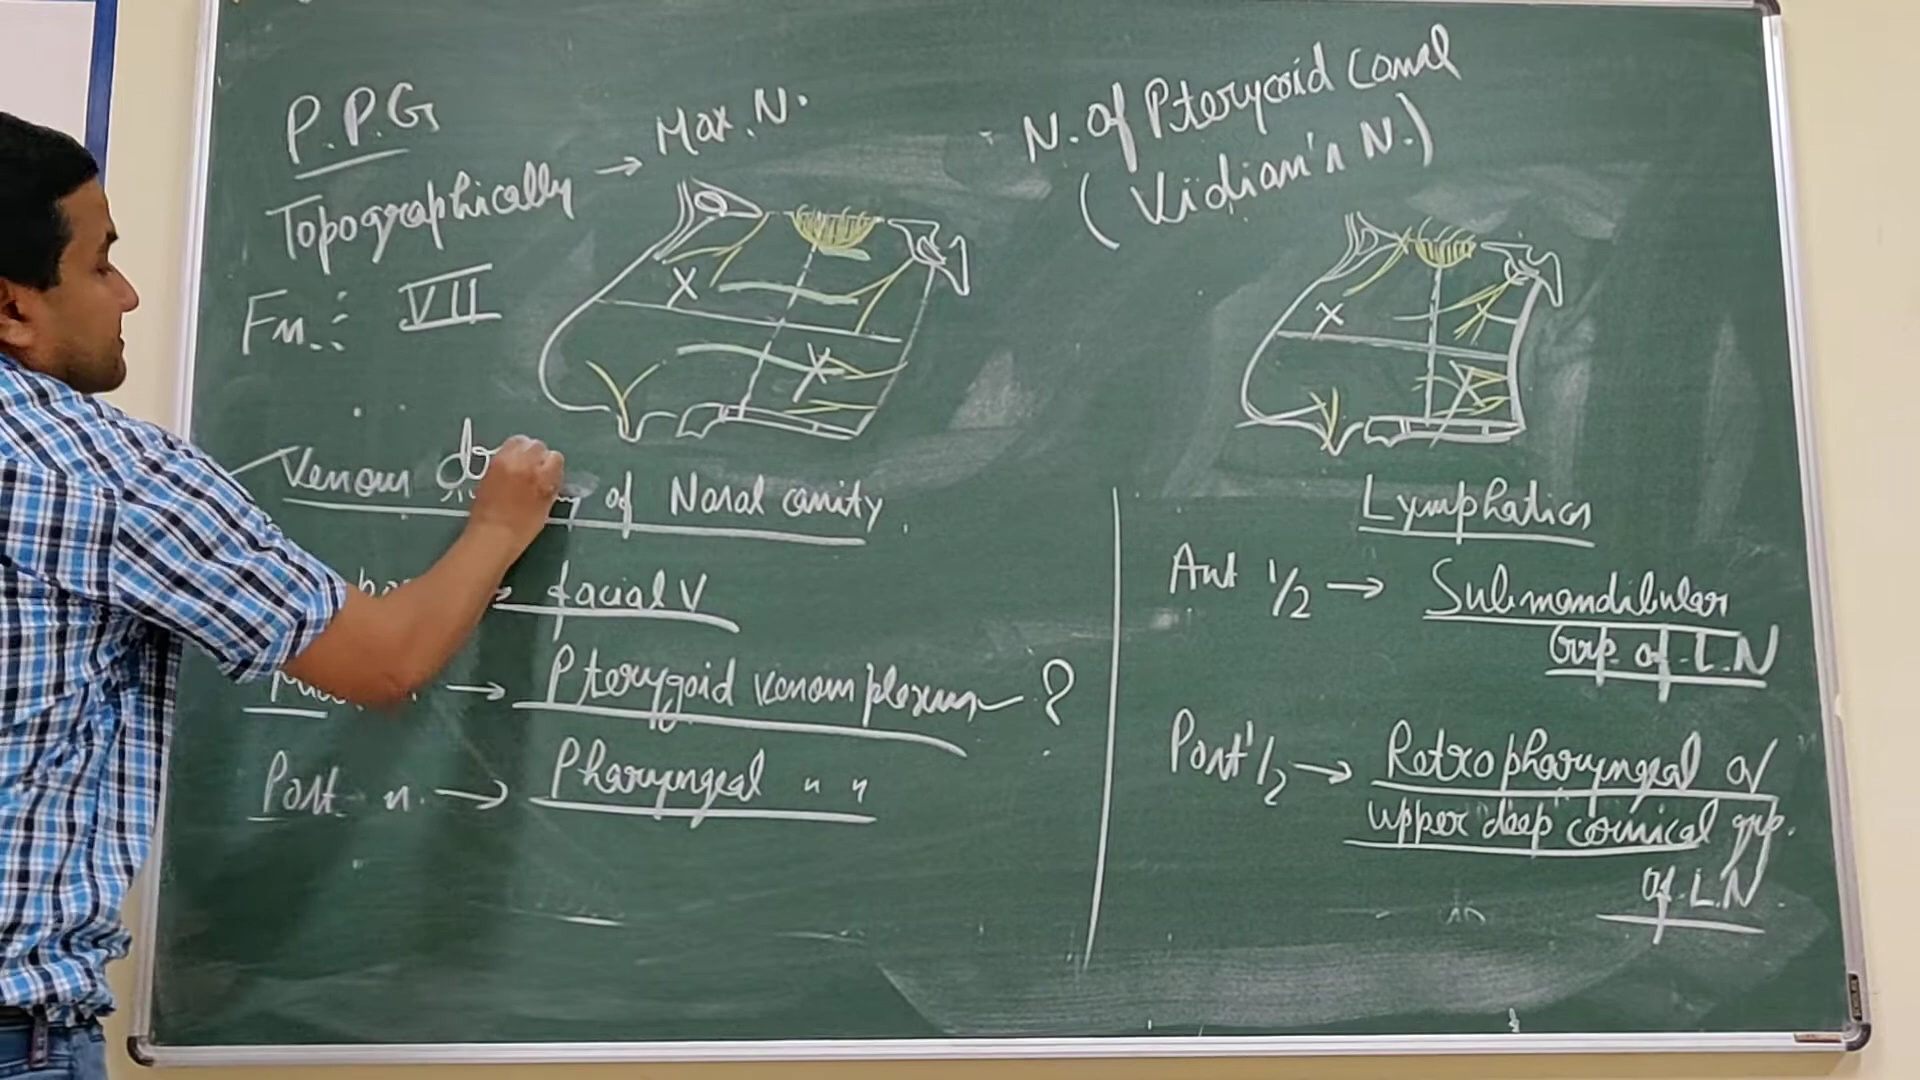 P.P.G
Topographically → Max. N.
Fn.: VII
N. of Pterycoid canal
(Vidian's N.)
Venous of Nasal cavity
→ facial V
→ Pterygoid venous plexus ?
Post n. → Pharyngeal " "
Lymphatics
Ant 1/2 → Submandibular
Grp. of L.N
Post 1/2 → Retropharyngeal or
upper deep cervical grp.
of L.N.